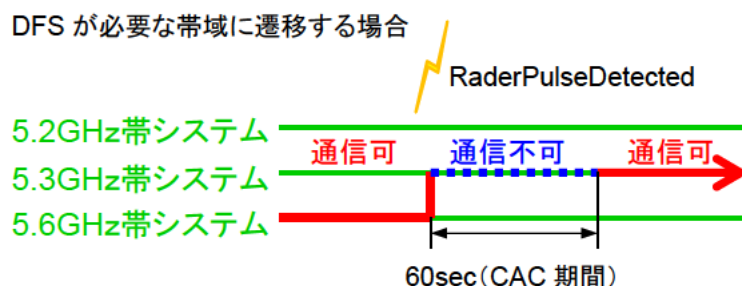 DFS が必要な帯域に遷移する場合
RaderPulseDetected
5.2GHz帯システム
通信可 通信不可 通信可
5.3GHz帯システム
5.6GHz帯システム
60sec(CAC 期間)